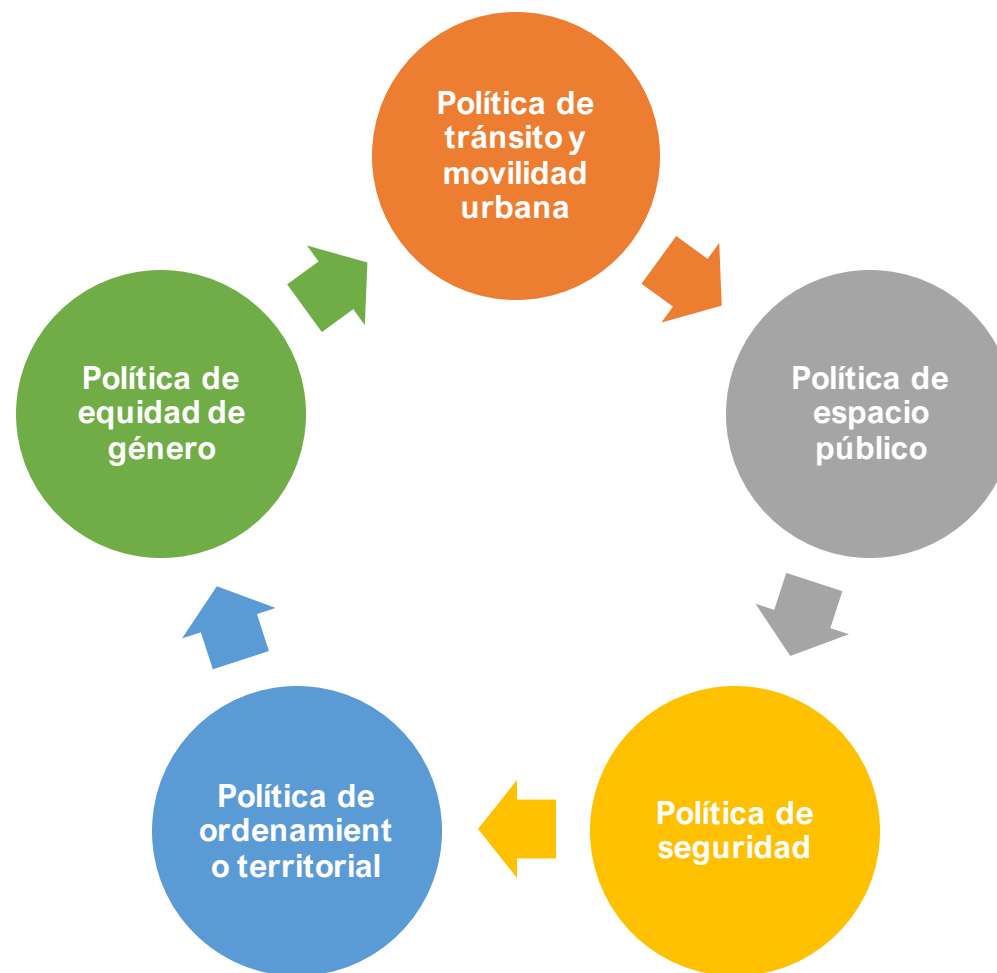 Política de
tránsito y
movilidad
urbana
Política de
espacio
público
Política de
seguridad
Política de
ordenamient
o territorial
Política de
equidad de
género